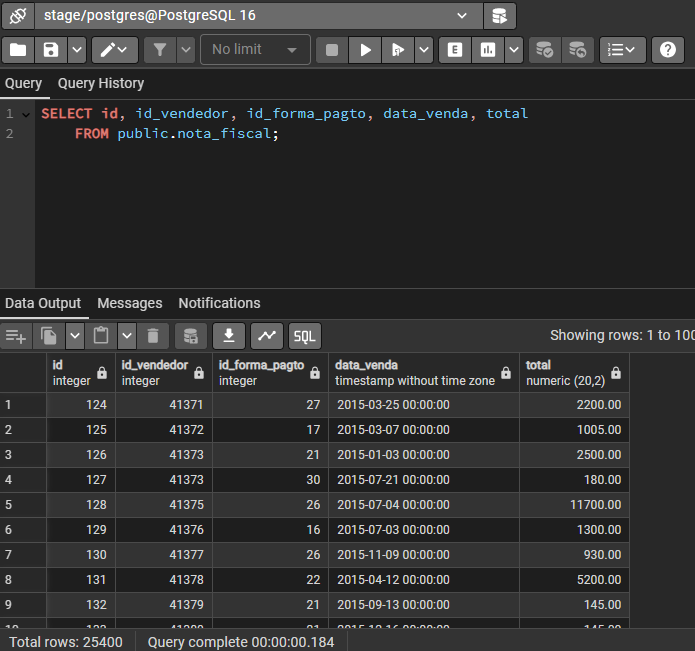 stage/postgres@PostgreSQL 16
No limit
E
Query Query History
1 SELECT id, id_vendedor, id_forma_pagto, data_venda, total
2 FROM public.nota_fiscal;
Data Output Messages Notifications
SQL Showing rows: 1 to 100
id id_vendedor id_forma_pagto data_venda total
integer integer integer timestamp without time zone numeric (20,2)
1 124 41371 27 2015-03-25 00:00:00 2200.00
2 125 41372 17 2015-03-07 00:00:00 1005.00
3 126 41373 21 2015-01-03 00:00:00 2500.00
4 127 41373 30 2015-07-21 00:00:00 180.00
5 128 41375 26 2015-07-04 00:00:00 11700.00
6 129 41376 16 2015-07-03 00:00:00 1300.00
7 130 41377 26 2015-11-09 00:00:00 930.00
8 131 41378 22 2015-04-12 00:00:00 5200.00
9 132 41379 21 2015-09-13 00:00:00 145.00
Total rows: 25400 Query complete 00:00:00.184